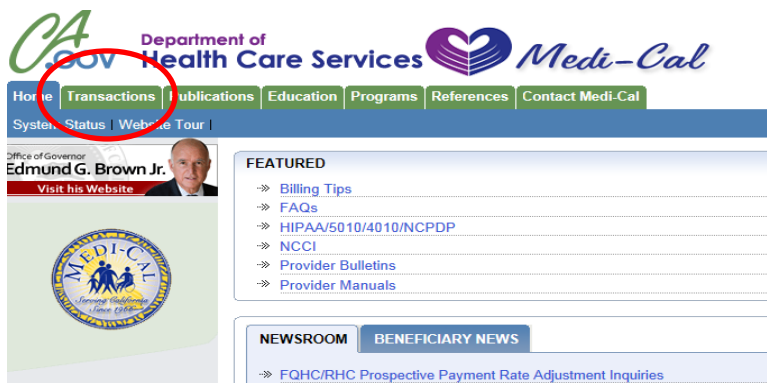 CA
.GOV
Department of
Health Care Services
Medi-Cal
Home Transactions Publications Education Programs References Contact Medi-Cal
System Status | Website Tour |
Office of Governor
Edmund G. Brown Jr.
Visit his Website
MEDI-CAL
Serving California
Since 1966
FEATURED
Billing Tips
FAQs
HIPAA/5010/4010/NCPDP
NCCI
Provider Bulletins
Provider Manuals
NEWSROOM BENEFICIARY NEWS
FQHC/RHC Prospective Payment Rate Adjustment Inquiries